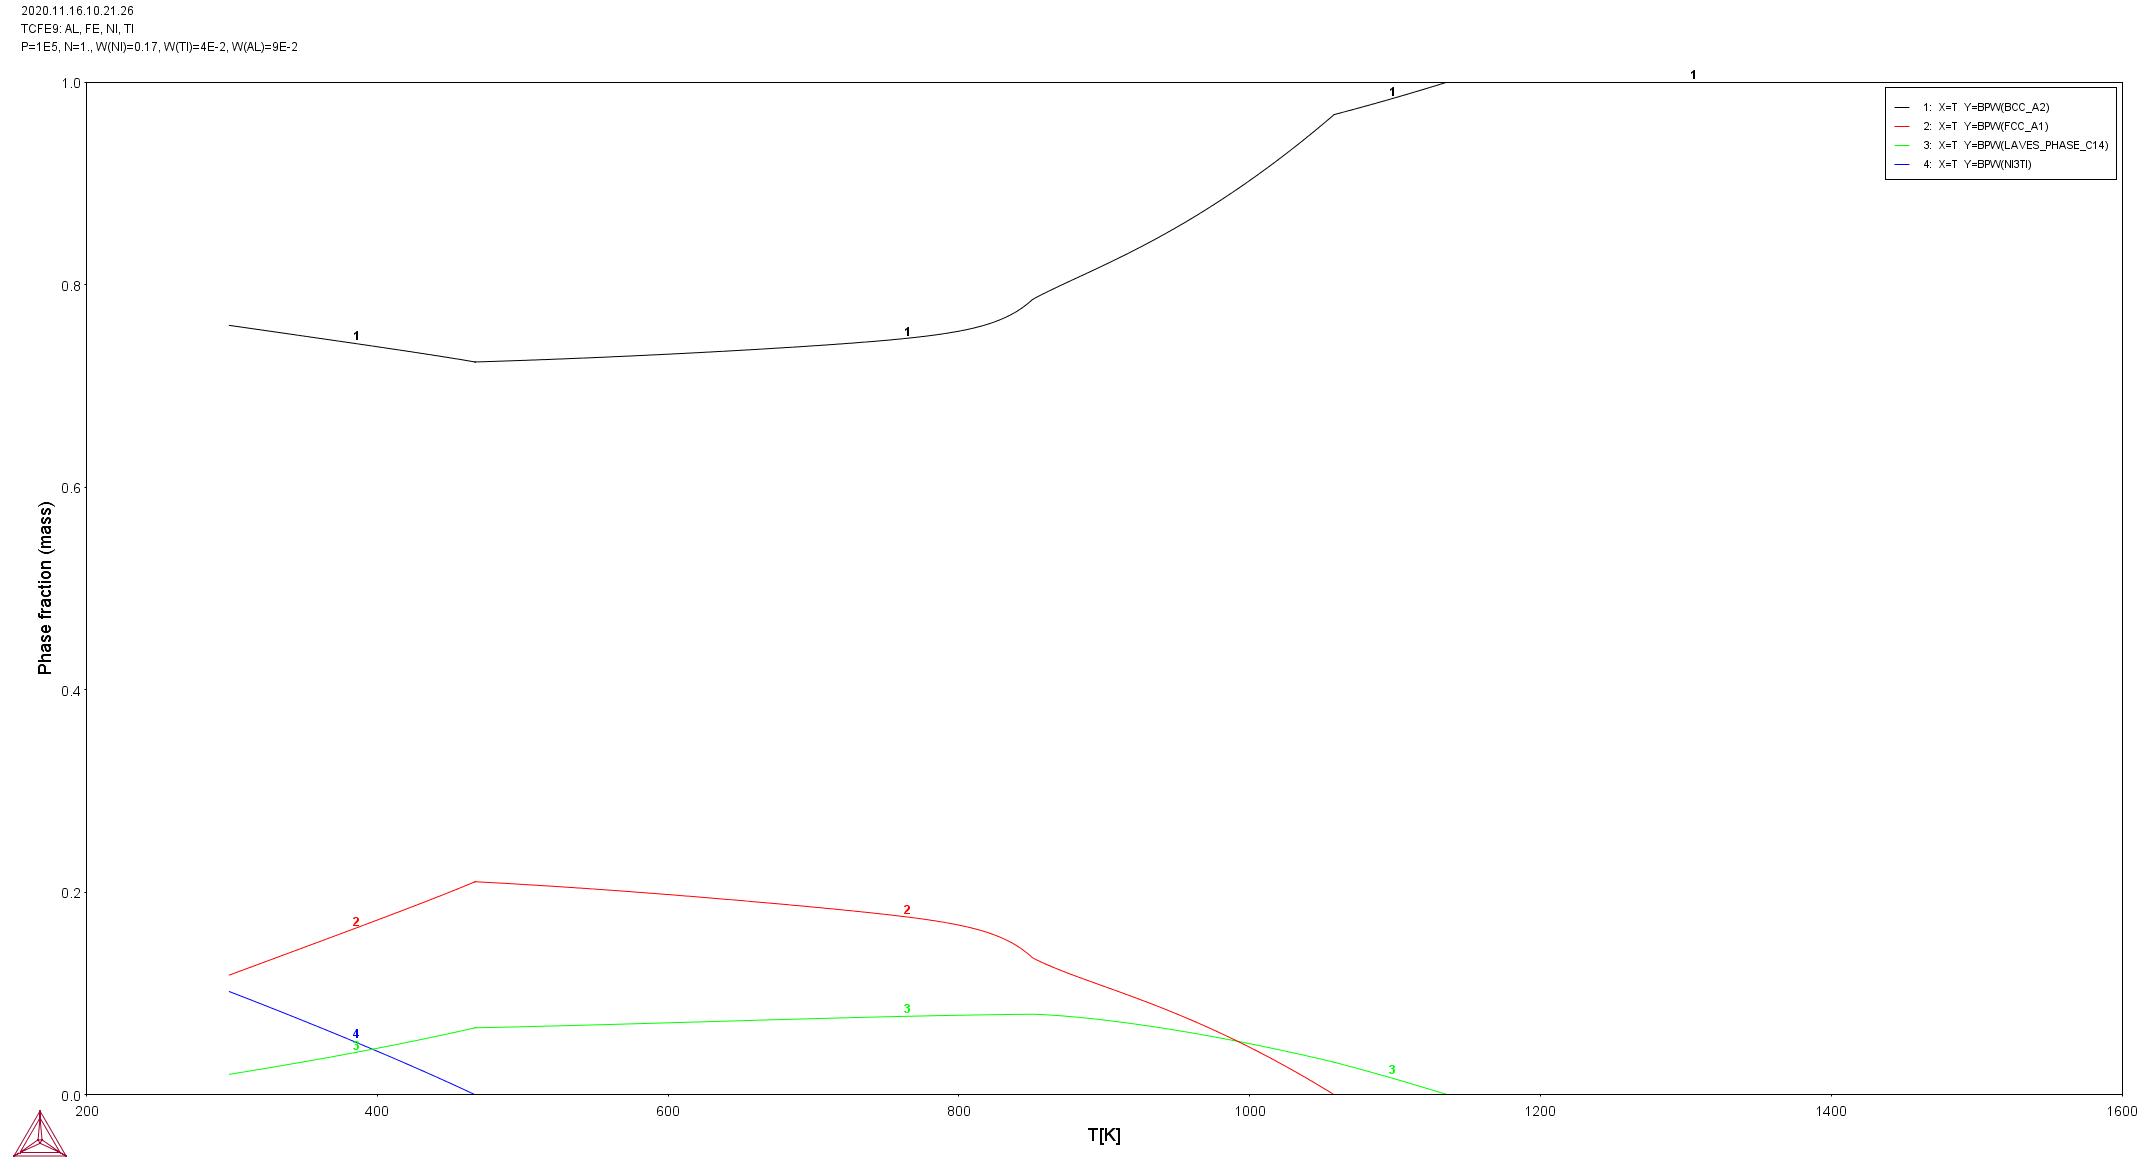 2020.11.16.10.21.26
TCFE9: AL, FE, NI, TI
P=1E5, N=1., W(NI)=0.17, W(TI)=4E-2, W(AL)=9E-2
1
1.0
1
1: X=T Y=BPW(BCC_A2)
2: X=T Y=BPW(FCC_A1)
3: X=T Y=BPW(LAVES_PHASE_C14)
4: X=T Y=BPW(NI3TI)
0.8
1
1
0.6
Phase fraction (mass)
0.4
0.2
2
2
3
4
3
3
0.0
200 400 600 800 1000 1200 1400 1600
T[K]